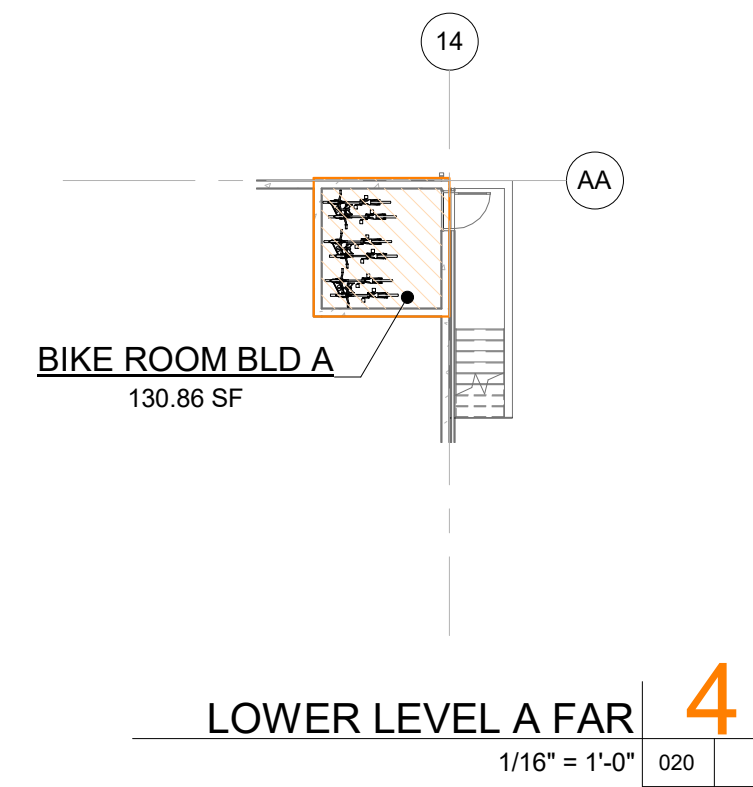 14
AA
BIKE ROOM BLD A
130.86 SF
LOWER LEVEL A FAR
4
1/16" = 1'-0"
020